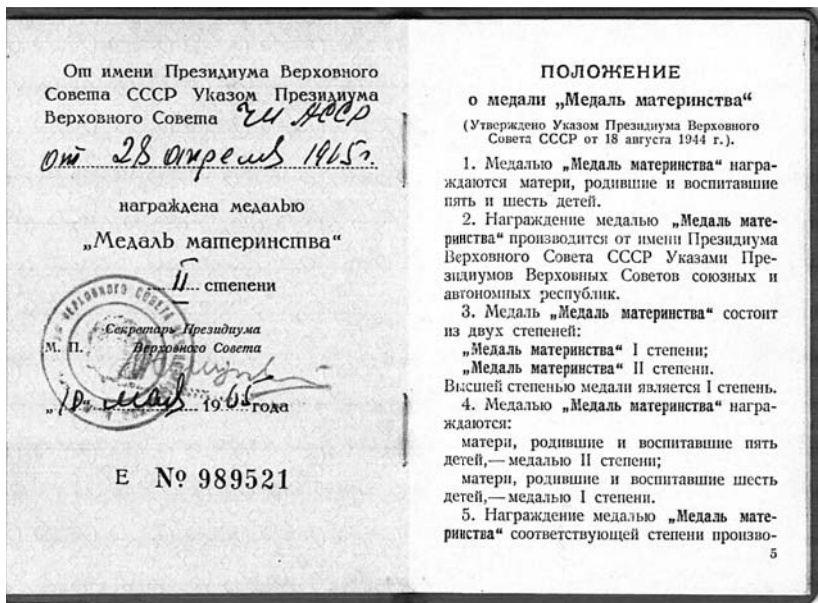 От имени Президиума Верховного
Совета СССР Указом Президиума
Верховного Совета ЧИ АССР
от 28 апреля 1965г.
награждена медалью
„Медаль материнства“
II степени
ВЕРХОВНОГО СОВЕТА
Секретарь Президиума
М. П. Верховного Совета
„18“ мая 1965 года
Е № 989521
ПОЛОЖЕНИЕ
о медали „Медаль материнства“
(Утверждено Указом Президиума Верховного
Совета СССР от 18 августа 1944 г.).
1. Медалью „Медаль материнства“ награ-
ждаются матери, родившие и воспитавшие
пять и шесть детей.
2. Награждение медалью „Медаль мате-
ринства“ производится от имени Президиума
Верховного Совета СССР Указами Пре-
зидиумов Верховных Советов союзных и
автономных республик.
3. Медаль „Медаль материнства“ состоит
из двух степеней:
„Медаль материнства“ I степени;
„Медаль материнства“ II степени.
Высшей степенью медали является I степень.
4. Медалью „Медаль материнства“ награ-
ждаются:
матери, родившие и воспитавшие пять
детей,— медалью II степени;
матери, родившие и воспитавшие шесть
детей,— медалью I степени.
5. Награждение медалью „Медаль мате-
ринства“ соответствующей степени произво-
5